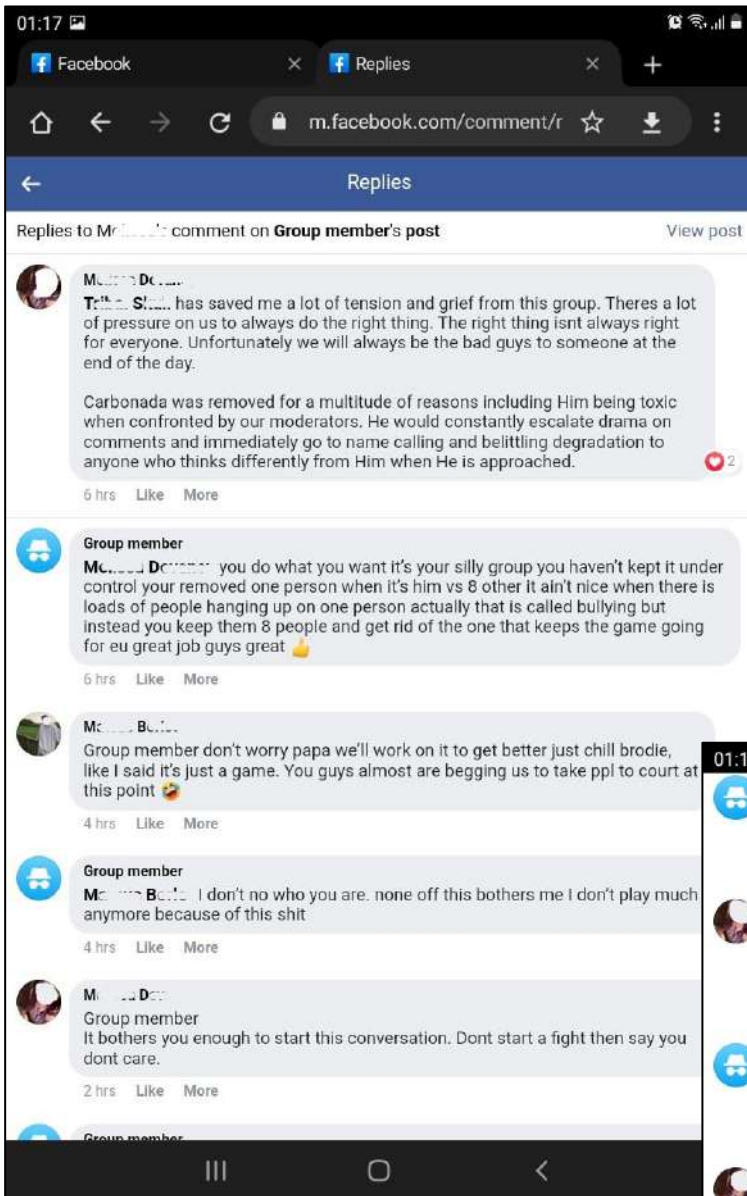 01:17
Facebook
Replies
m.facebook.com/comment/r
Replies
Replies to comment on Group member's post View post
has saved me a lot of tension and grief from this group. Theres a lot
of pressure on us to always do the right thing. The right thing isnt always right
for everyone. Unfortunately we will always be the bad guys to someone at the
end of the day.
Carbonada was removed for a multitude of reasons including Him being toxic
when confronted by our moderators. He would constantly escalate drama on
comments and immediately go to name calling and belittling degradation to
anyone who thinks differently from Him when He is approached.
2
6 hrs Like More
Group member
you do what you want it's your silly group you haven't kept it under
control your removed one person when it's him vs 8 other it ain't nice when there is
loads of people hanging up on one person actually that is called bullying but
instead you keep them 8 people and get rid of the one that keeps the game going
for eu great job guys great 👍
6 hrs Like More
Group member don't worry papa we'll work on it to get better just chill brodie,
like I said it's just a game. You guys almost are begging us to take ppl to court at
this point 🤣
4 hrs Like More
Group member
I don't no who you are. none off this bothers me I don't play much
anymore because of this shit
4 hrs Like More
Group member
It bothers you enough to start this conversation. Dont start a fight then say you
dont care.
2 hrs Like More
Group member
01:1